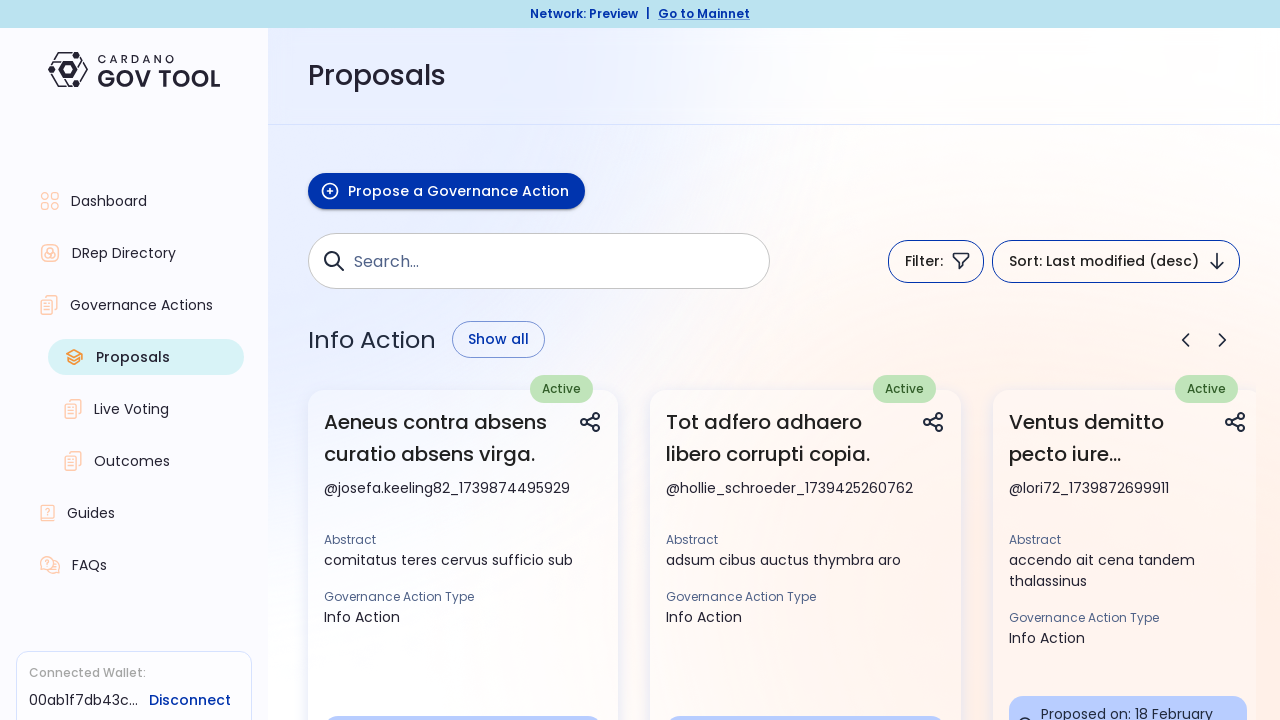 Network: Preview | Go to Mainnet
CARDANO
GOV TOOL
Proposals
Dashboard
DRep Directory
Governance Actions
Proposals
Live Voting
Outcomes
Guides
FAQs
Connected Wallet:
00ab1f7db43c... Disconnect
Propose a Governance Action
Search...
Filter:
Sort: Last modified (desc)
Info Action
Show all
Active
Aeneus contra absens
curatio absens virga.
@josefa.keeling82_1739874495929
Abstract
comitatus teres cervus sufficio sub
Governance Action Type
Info Action
Active
Tot adfero adhaero
libero corrupti copia.
@hollie_schroeder_1739425260762
Abstract
adsum cibus auctus thymbra aro
Governance Action Type
Info Action
Active
Ventus demitto
pecto iure...
@lori72_1739872699911
Abstract
accendo ait cena tandem
thalassinus
Governance Action Type
Info Action
Proposed on: 18 February